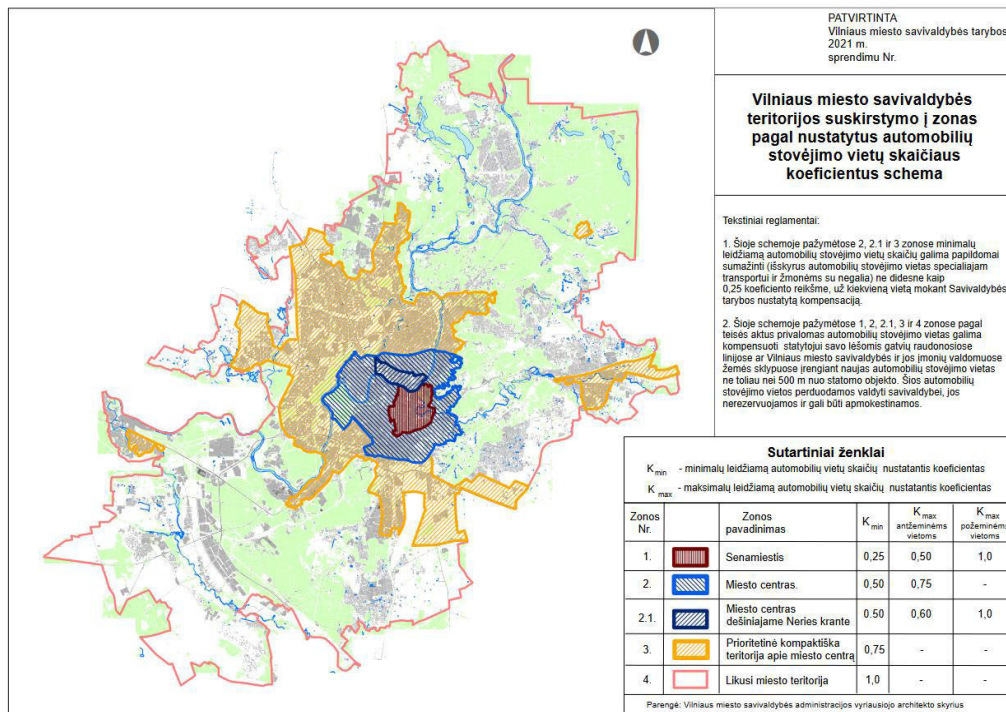 PATVIRTINTA
Vilniaus miesto savivaldybės tarybos
2021 m.
sprendimu Nr.
Vilniaus miesto savivaldybės
teritorijos suskirstymo į zonas
pagal nustatytus automobilių
stovėjimo vietų skaičiaus
koeficientus schema
Tekstiniai reglamentai:
1. Šioje schemoje pažymėtose 2, 2.1 ir 3 zonose minimalų
leidžiamą automobilių stovėjimo vietų skaičių galima papildomai
sumažinti (išskyrus automobilių stovėjimo vietas specialiajam
transportui ir žmonėms su negalia) ne didesne kaip
0,25 koeficiento reikšme, už kiekvieną vietą mokant Savivaldybės
tarybos nustatytą kompensaciją.
2. Šioje schemoje pažymėtose 1, 2, 2.1, 3 ir 4 zonose pagal
teisės aktus privalomas automobilių stovėjimo vietas galima
kompensuoti statytojui savo lėšomis gatvių raudonosiose
linijose ar Vilniaus miesto savivaldybės ir jos įmonių valdomuose
žemės sklypuose įrengiant naujas automobilių stovėjimo vietas
ne toliau nei 500 m nuo statomo objekto. Šios automobilių
stovėjimo vietos perduodamos valdyti savivaldybei, jos
nerezervuojamos ir gali būti apmokestinamos.
Sutartiniai ženklai
K min - minimalų leidžiamą automobilių vietų skaičių nustatantis koeficientas
K max - maksimalų leidžiamą automobilių vietų skaičių nustatantis koeficientas
Zonos Nr. Zonos pavadinimas K min K max antžeminėms vietoms K max požeminėms vietoms
1. Senamiestis 0,25 0,50 1,0
2. Miesto centras. 0,50 0,75 -
2.1. Miesto centras dešiniajame Neries krante 0.50 0,60 1,0
3. Prioritetinė kompaktiška teritorija apie miesto centrą 0,75 - -
4. Likusi miesto teritorija 1,0 - -
Parengė: Vilniaus miesto savivaldybės administracijos vyriausiojo architekto skyrius